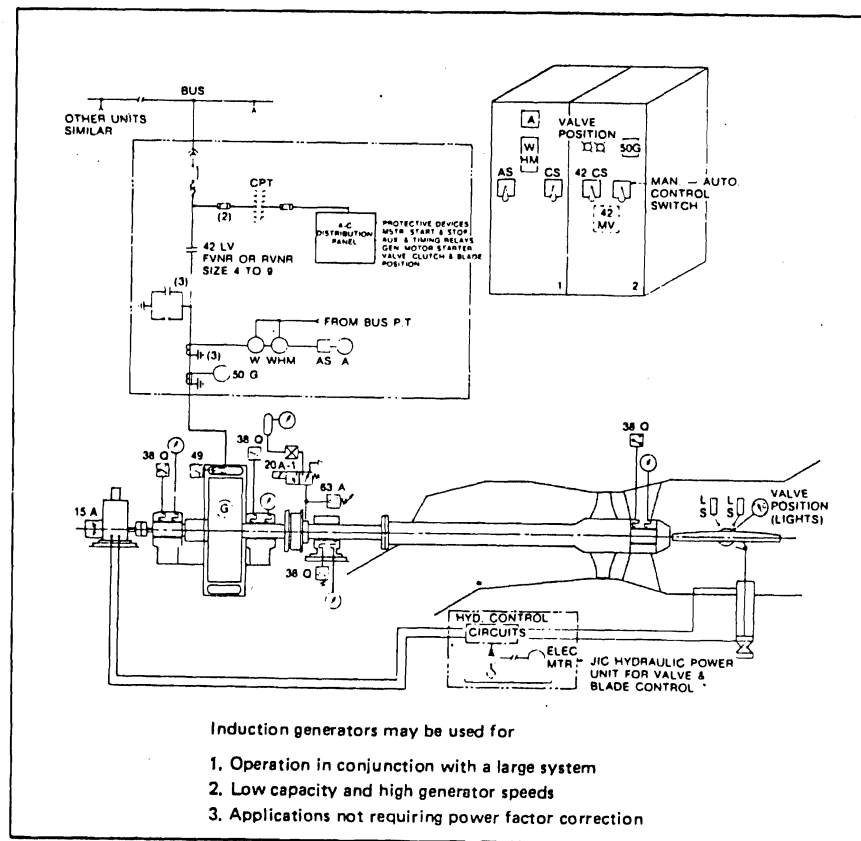 BUS
OTHER UNITS
SIMILAR
CPT
(2)
A-C
DISTRIBUTION
PANEL
PROTECTIVE DEVICES
MSTR START & STOP
AUX & TIMING RELAYS
GEN MOTOR STARTER
VALVE CLUTCH & BLADE
POSITION
42 LV
FVNR OR RVNR
SIZE 4 TO 9
(3)
FROM BUS P.T
(3)
W
WHM
AS
A
50 G
A
W
HM
VALVE
POSITION
50G
AS
CS
42 CS
MAN. – AUTO.
CONTROL
SWITCH
42
MV
1
2
38 Q
49
38 Q
20A-1
63 A
38 Q
15 A
G
38 Q
L
S
L
S
VALVE
POSITION
(LIGHTS)
38 Q
HYD. CONTROL
CIRCUITS
ELEC
MTR
JIC HYDRAULIC POWER
UNIT FOR VALVE &
BLADE CONTROL
Induction generators may be used for
1. Operation in conjunction with a large system
2. Low capacity and high generator speeds
3. Applications not requiring power factor correction